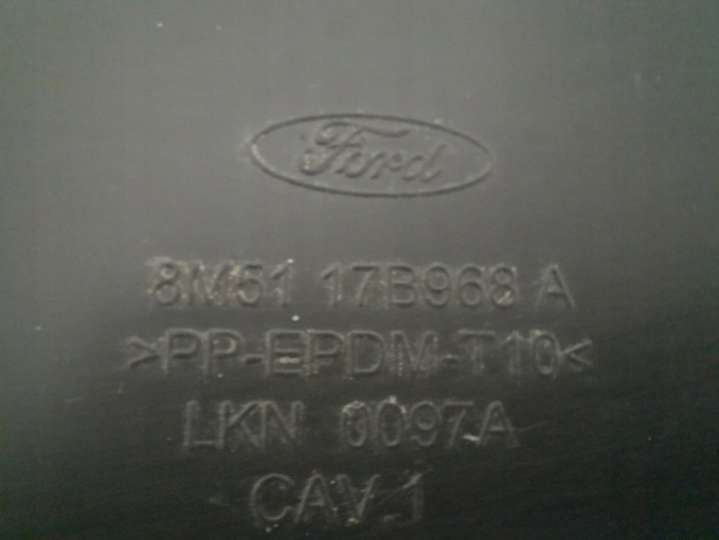 Ford
8M51 17B968 A
>PP-EPDM-T10<
LKN 0097A
CAV.1